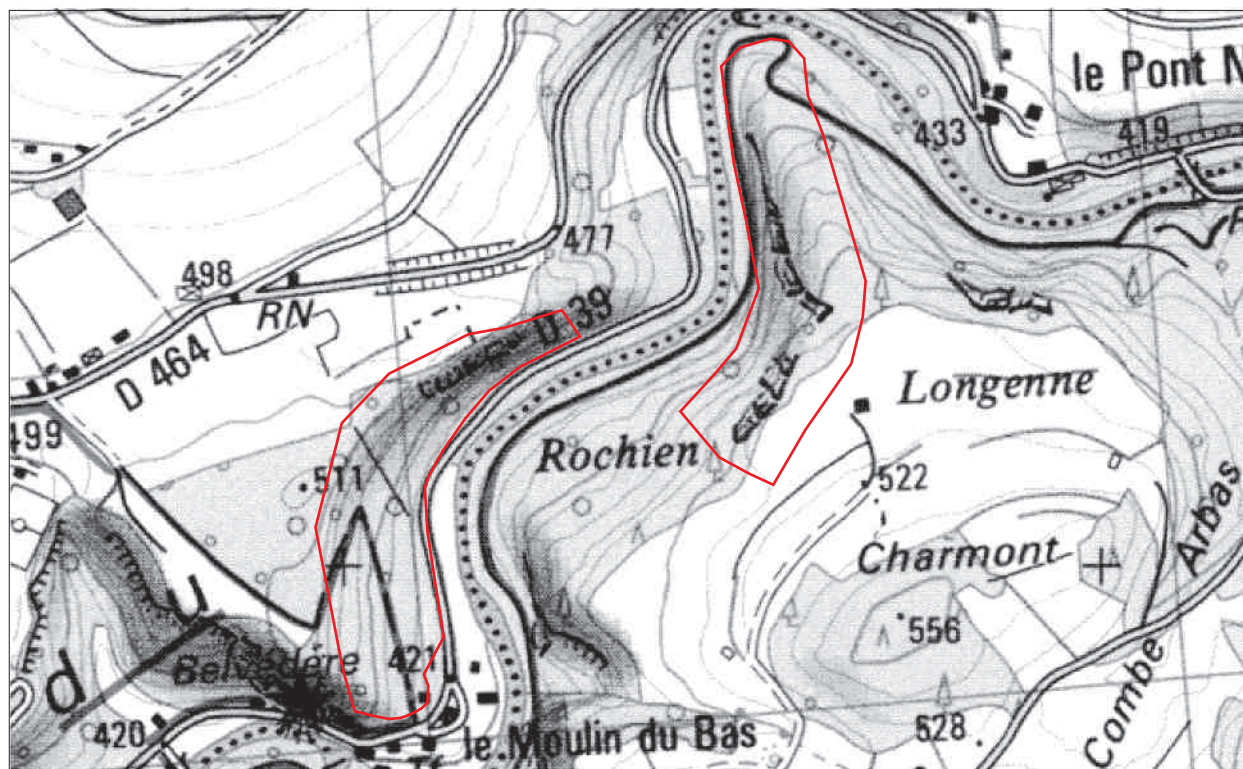 le Pont N
433
419
477
498
RN
D 39
D 464
Longenne
499
Rochien
511
522
Charmont
Arbas
556
Belvédère
421
d
u
Combe
420
le Moulin du Bas
528